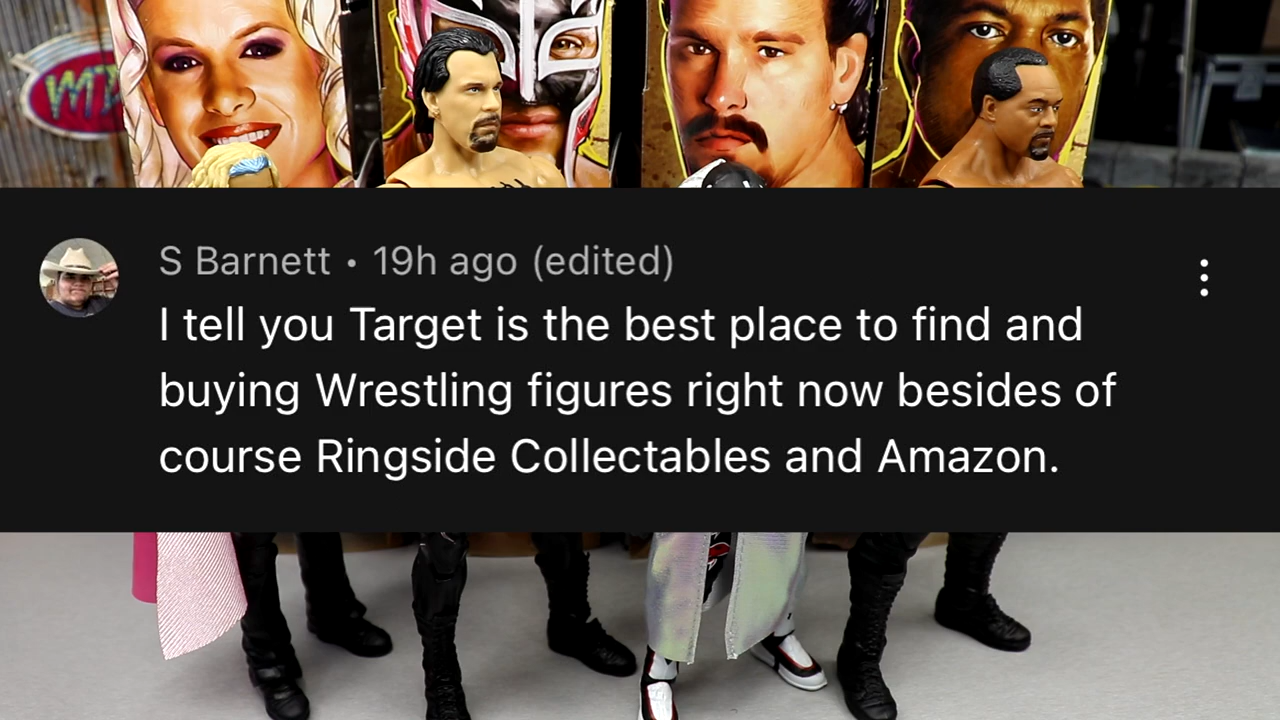 S Barnett • 19h ago (edited)
I tell you Target is the best place to find and
buying Wrestling figures right now besides of
course Ringside Collectables and Amazon.